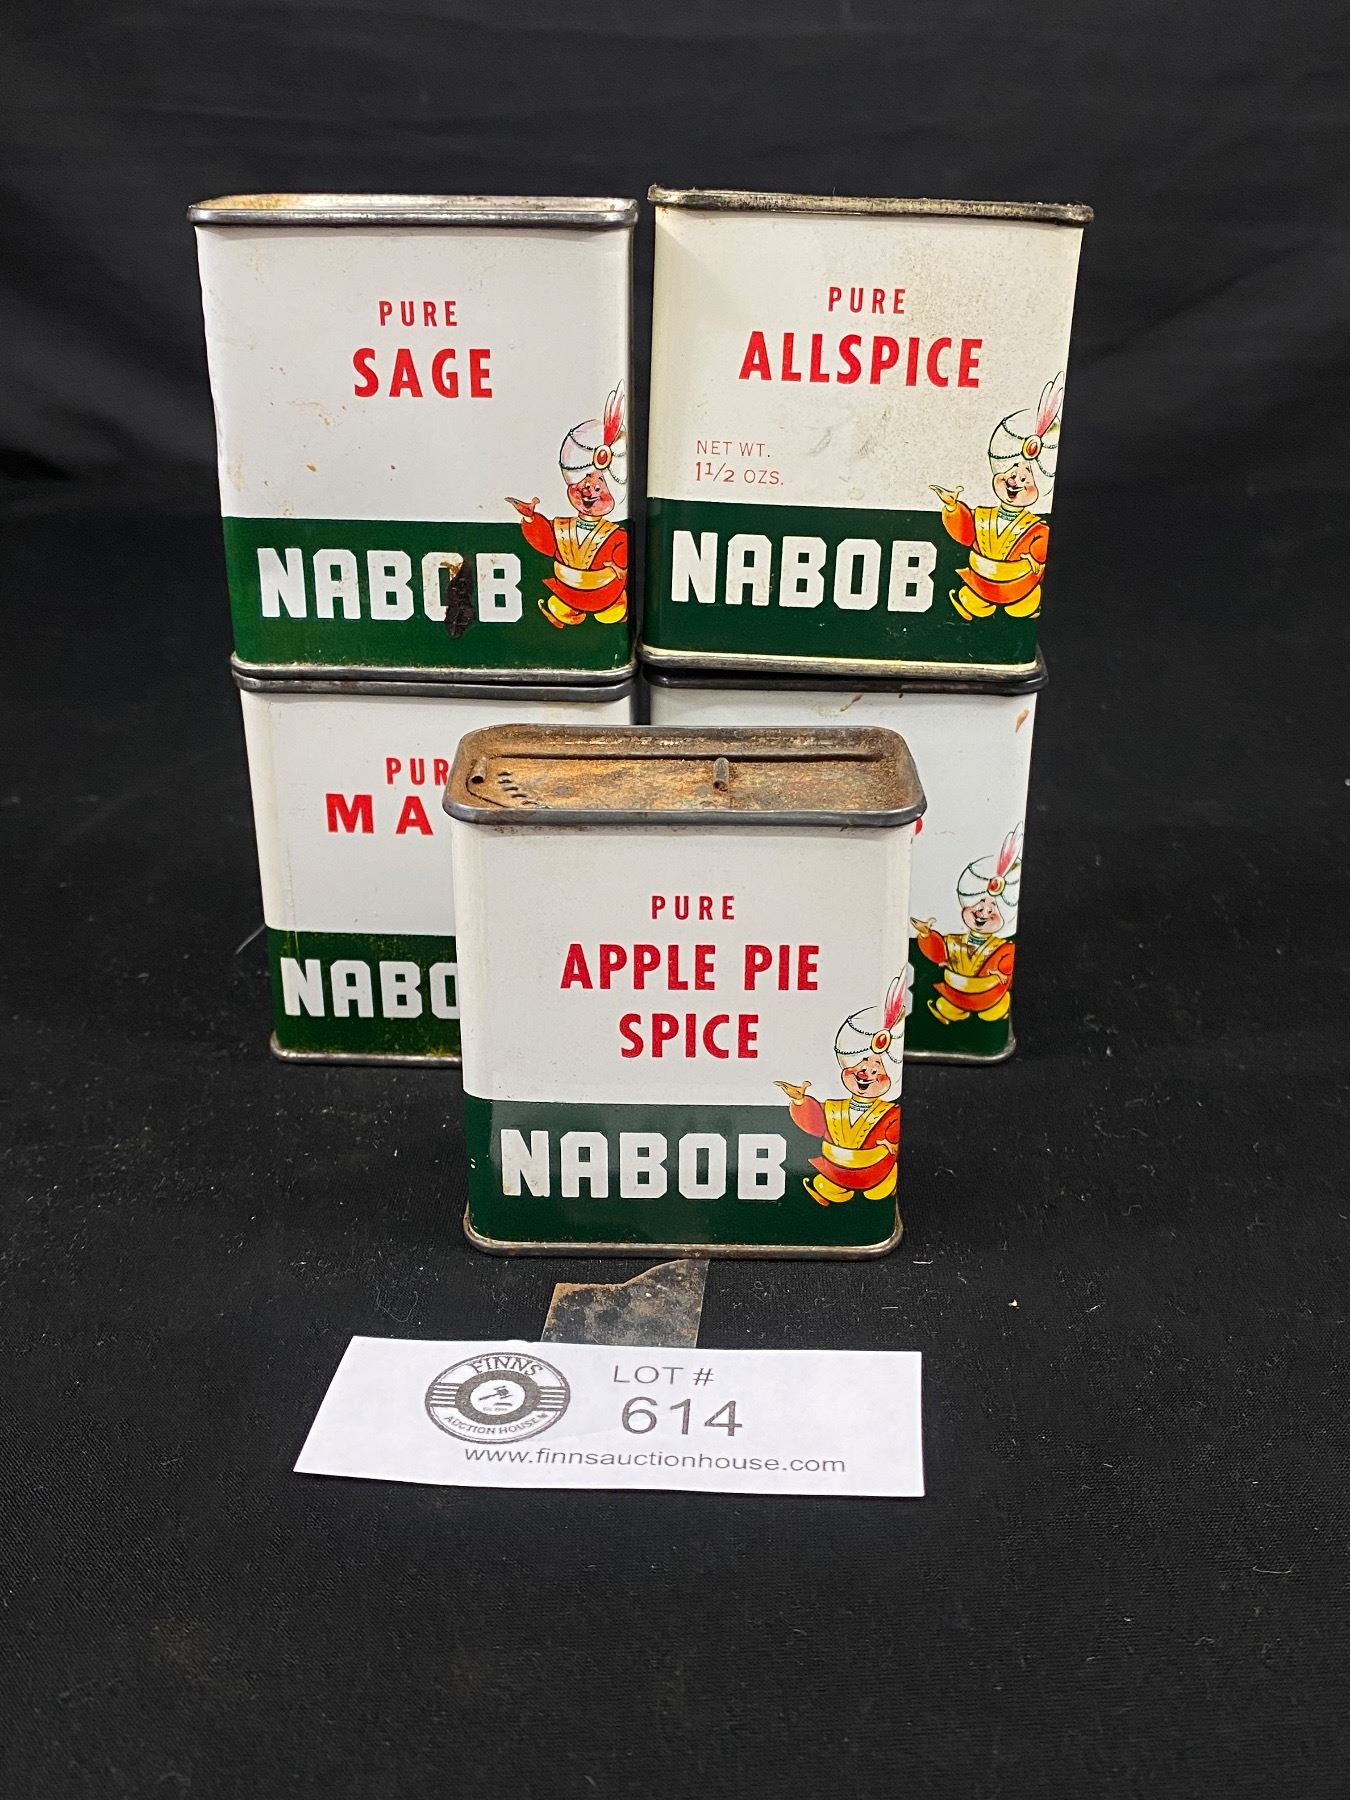 PURE
SAGE
NABOB
PURE
ALLSPICE
NET WT.
1 1/2 OZS.
NABOB
PUR
MA
NABO
PURE
APPLE PIE
SPICE
NABOB
FINNS
AUCTION HOUSE
LOT #
614
www.finnsauctionhouse.com